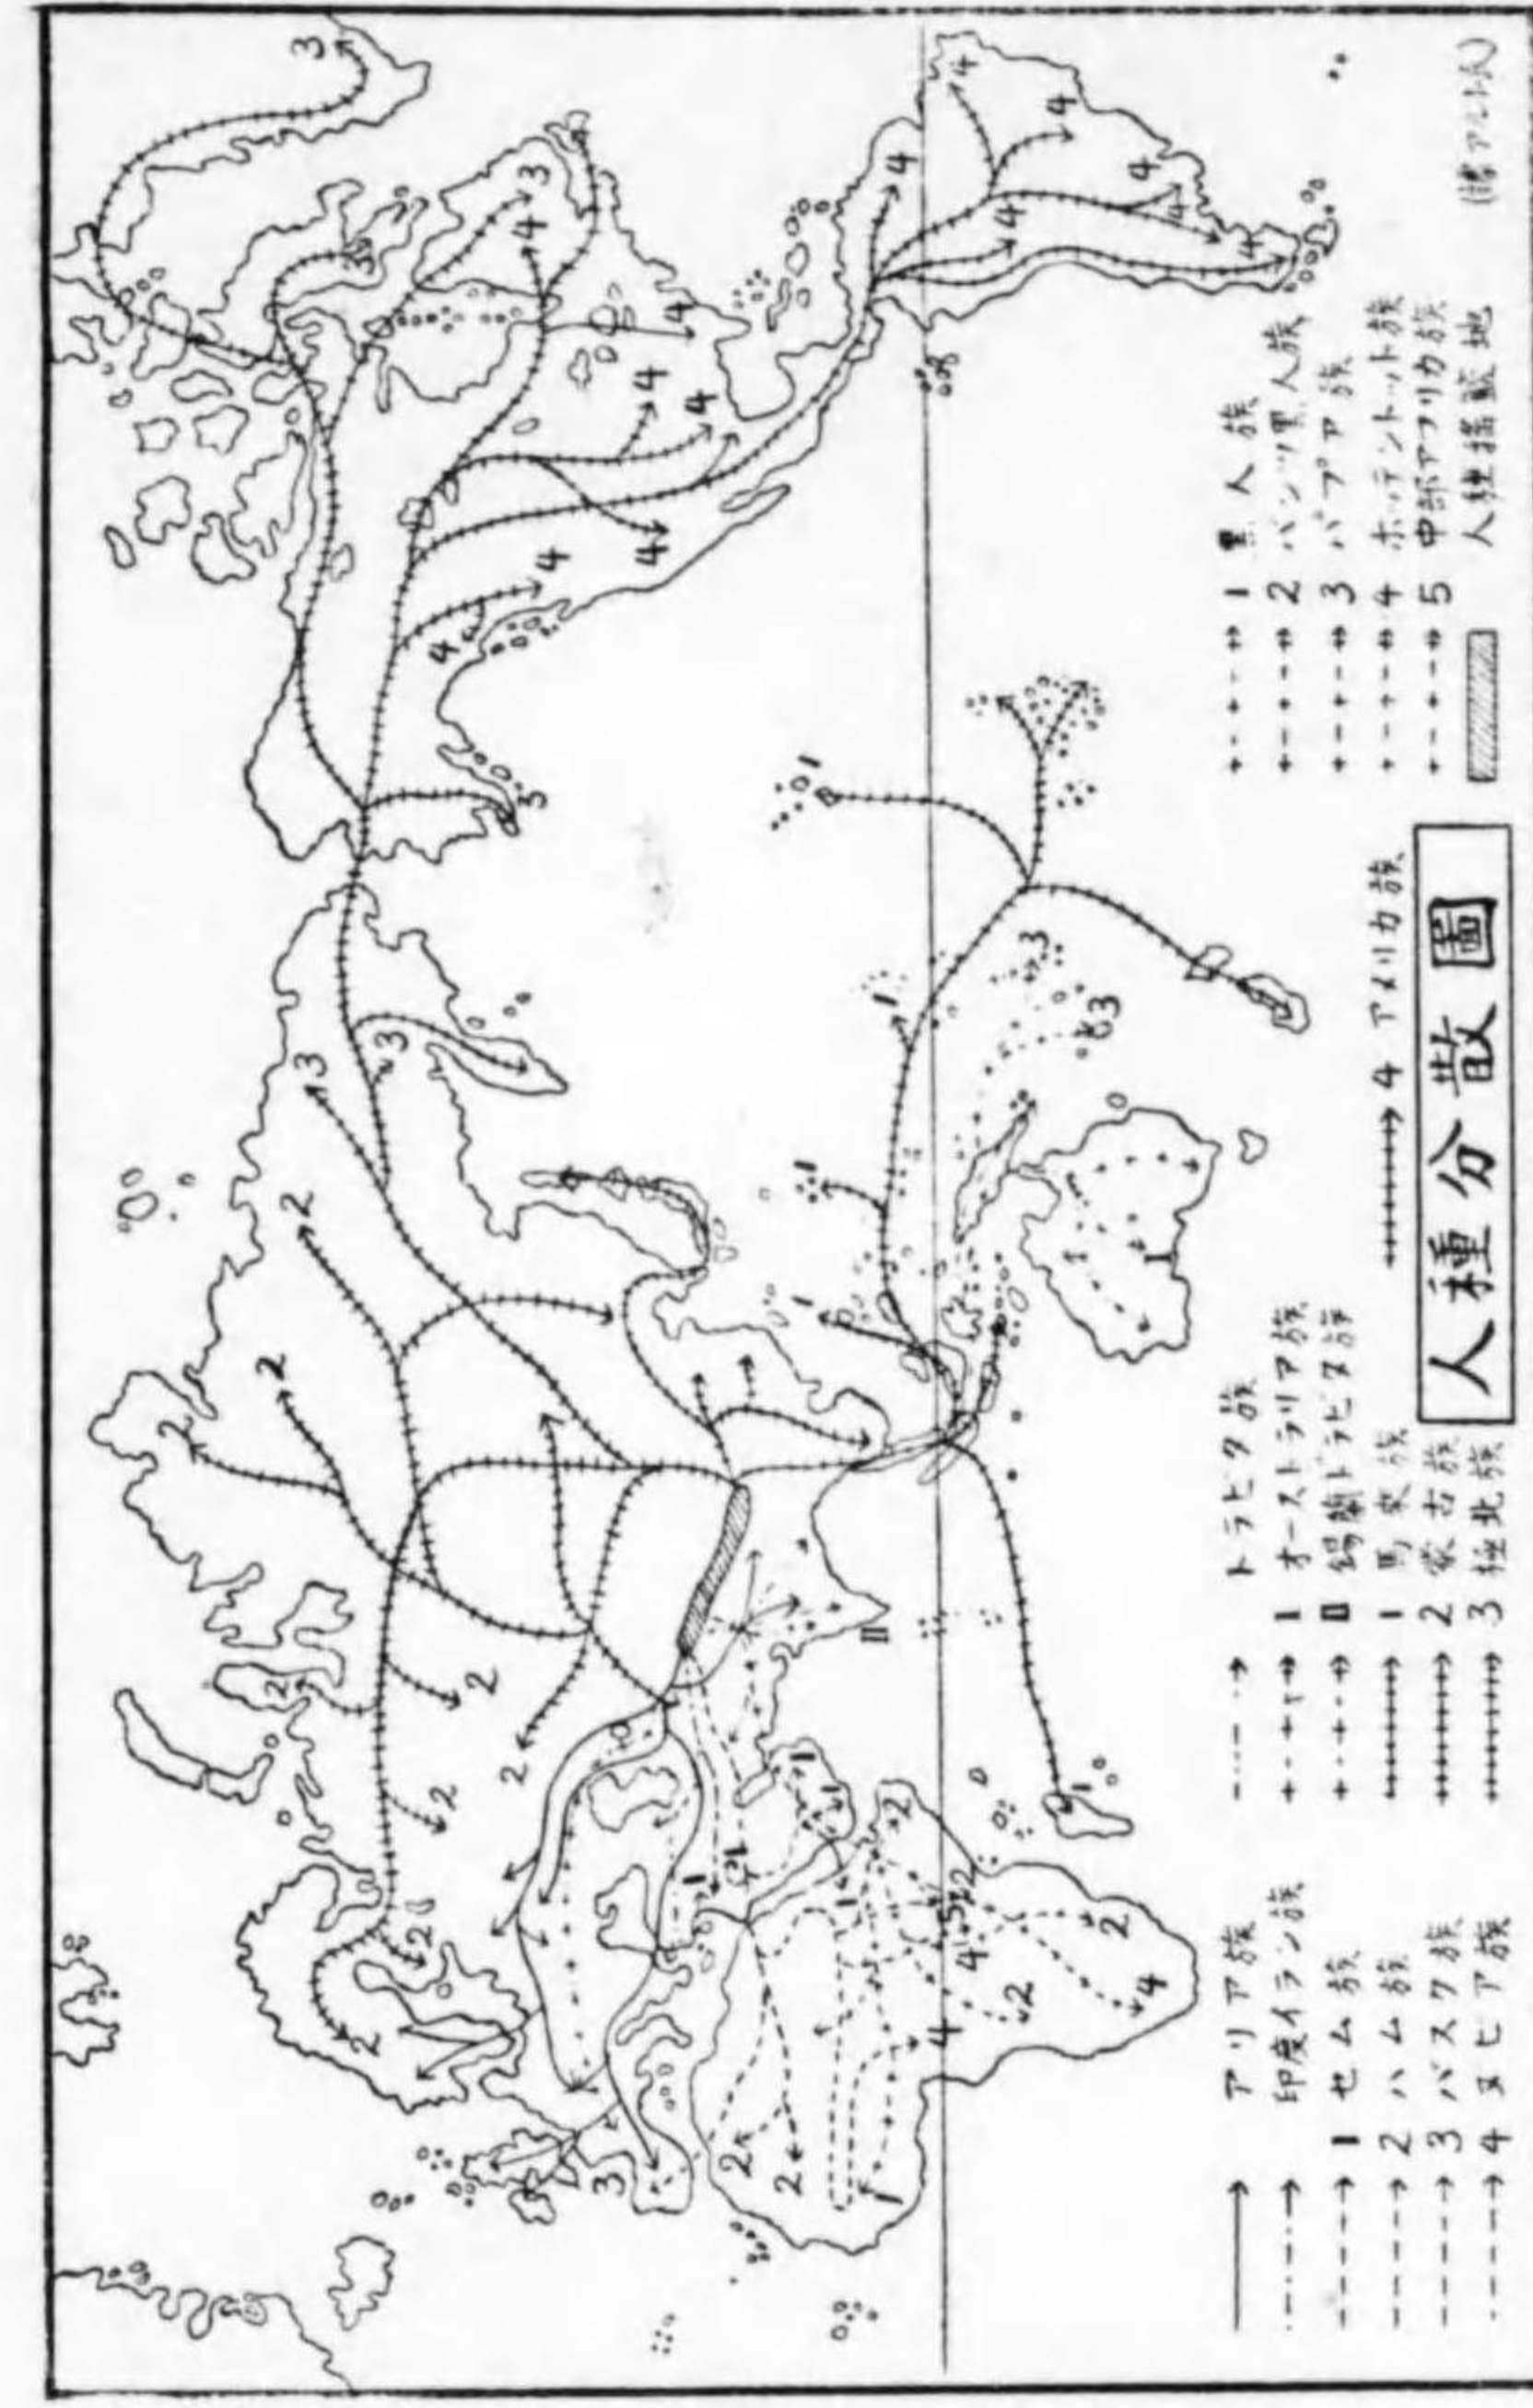 人種分散圖
アリア族
印度イラン族
1 セム族
2 ハム族
3 バスク族
4 ヌビア族
トラビタ族
I オーストラリア族
II 錫蘭ドラビタ族
1 馬來族
2 蒙古族
3 極北族
4 アメリカ族
1 黒人族
2 バンツ黒人族
3 パプア族
4 ホッテントット族
5 中部アフリカ族
人種搖籃地